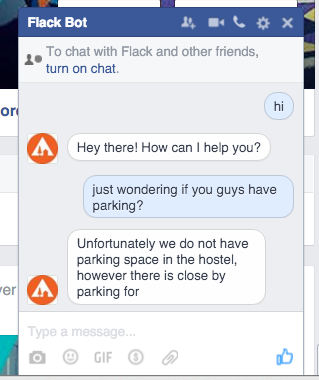 Flack Bot
To chat with Flack and other friends,
turn on chat.
hi
Hey there! How can I help you?
just wondering if you guys have
parking?
Unfortunately we do not have
parking space in the hostel,
however there is close by
parking for
Type a message...
GIF